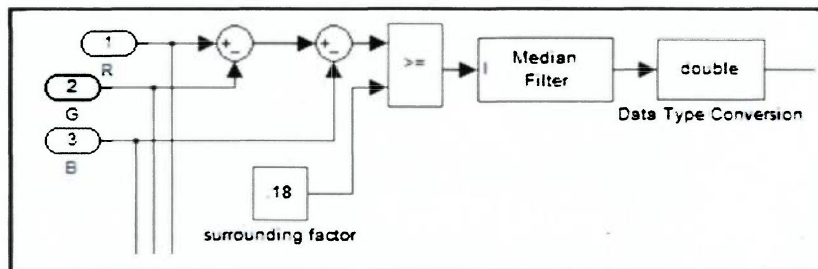 1
R
2
G
3
B
+
-
+
-
>=
I
Median
Filter
double
Data Type Conversion
.18
surrounding factor